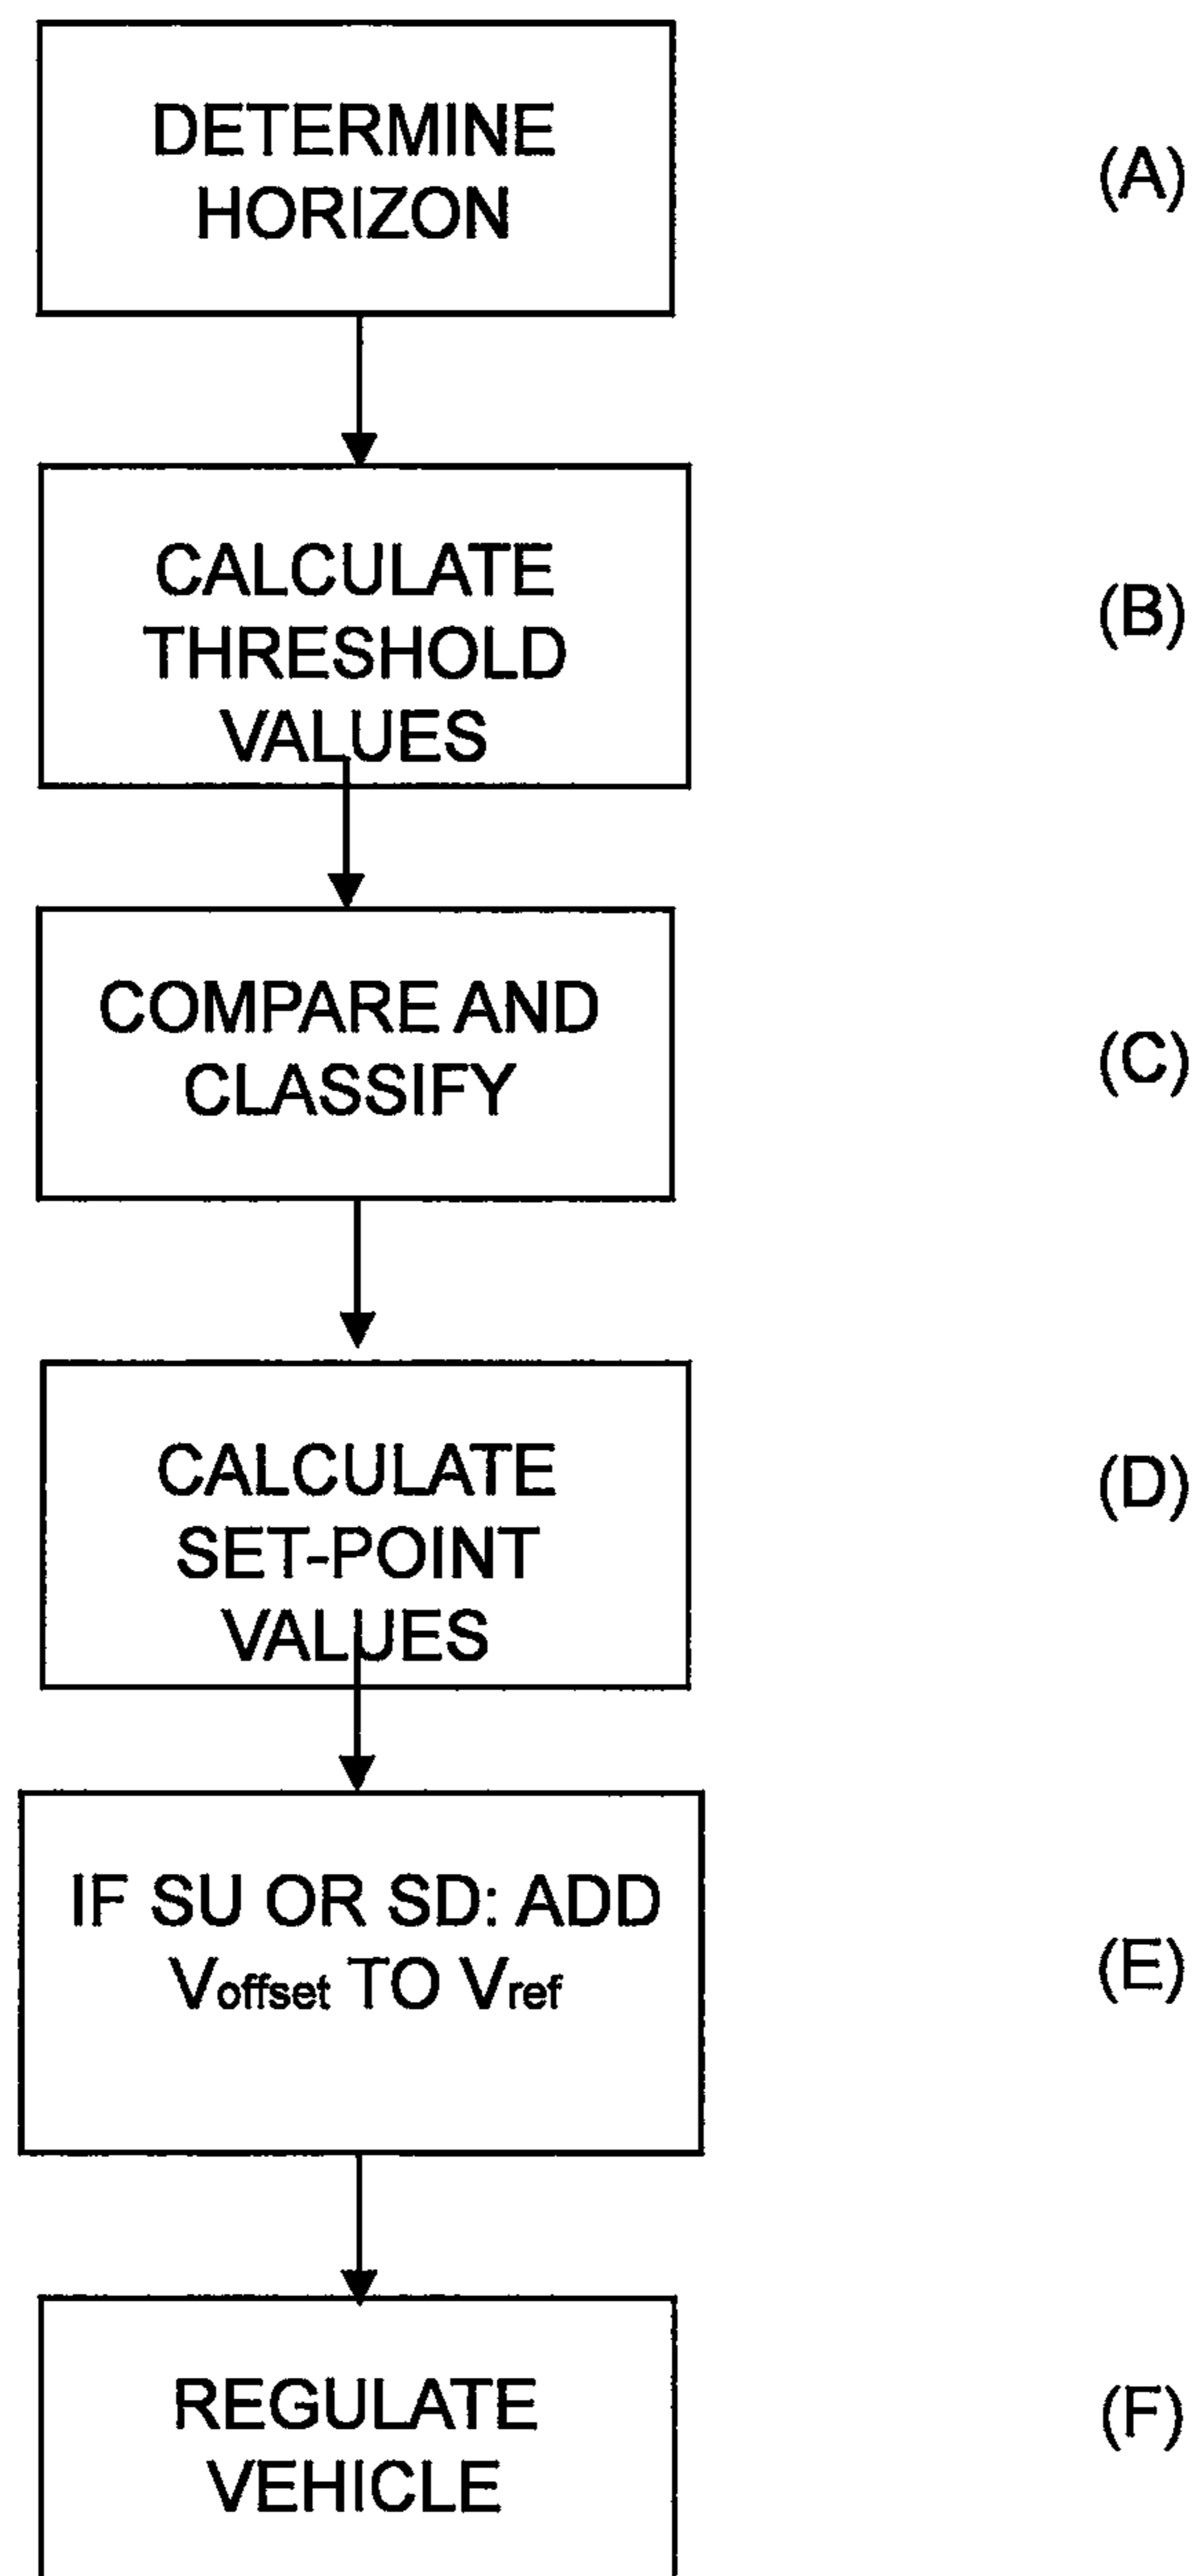 DETERMINE
HORIZON
(A)
CALCULATE
THRESHOLD
VALUES
(B)
COMPARE AND
CLASSIFY
(C)
CALCULATE
SET-POINT
VALUES
(D)
IF SU OR SD: ADD
Voffset TO Vref
(E)
REGULATE
VEHICLE
(F)